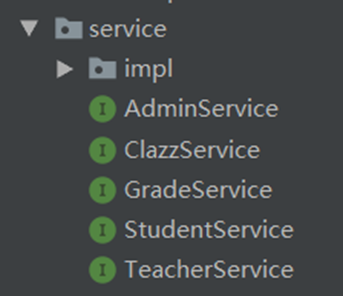 service
impl
I AdminService
I ClazzService
I GradeService
I StudentService
I TeacherService